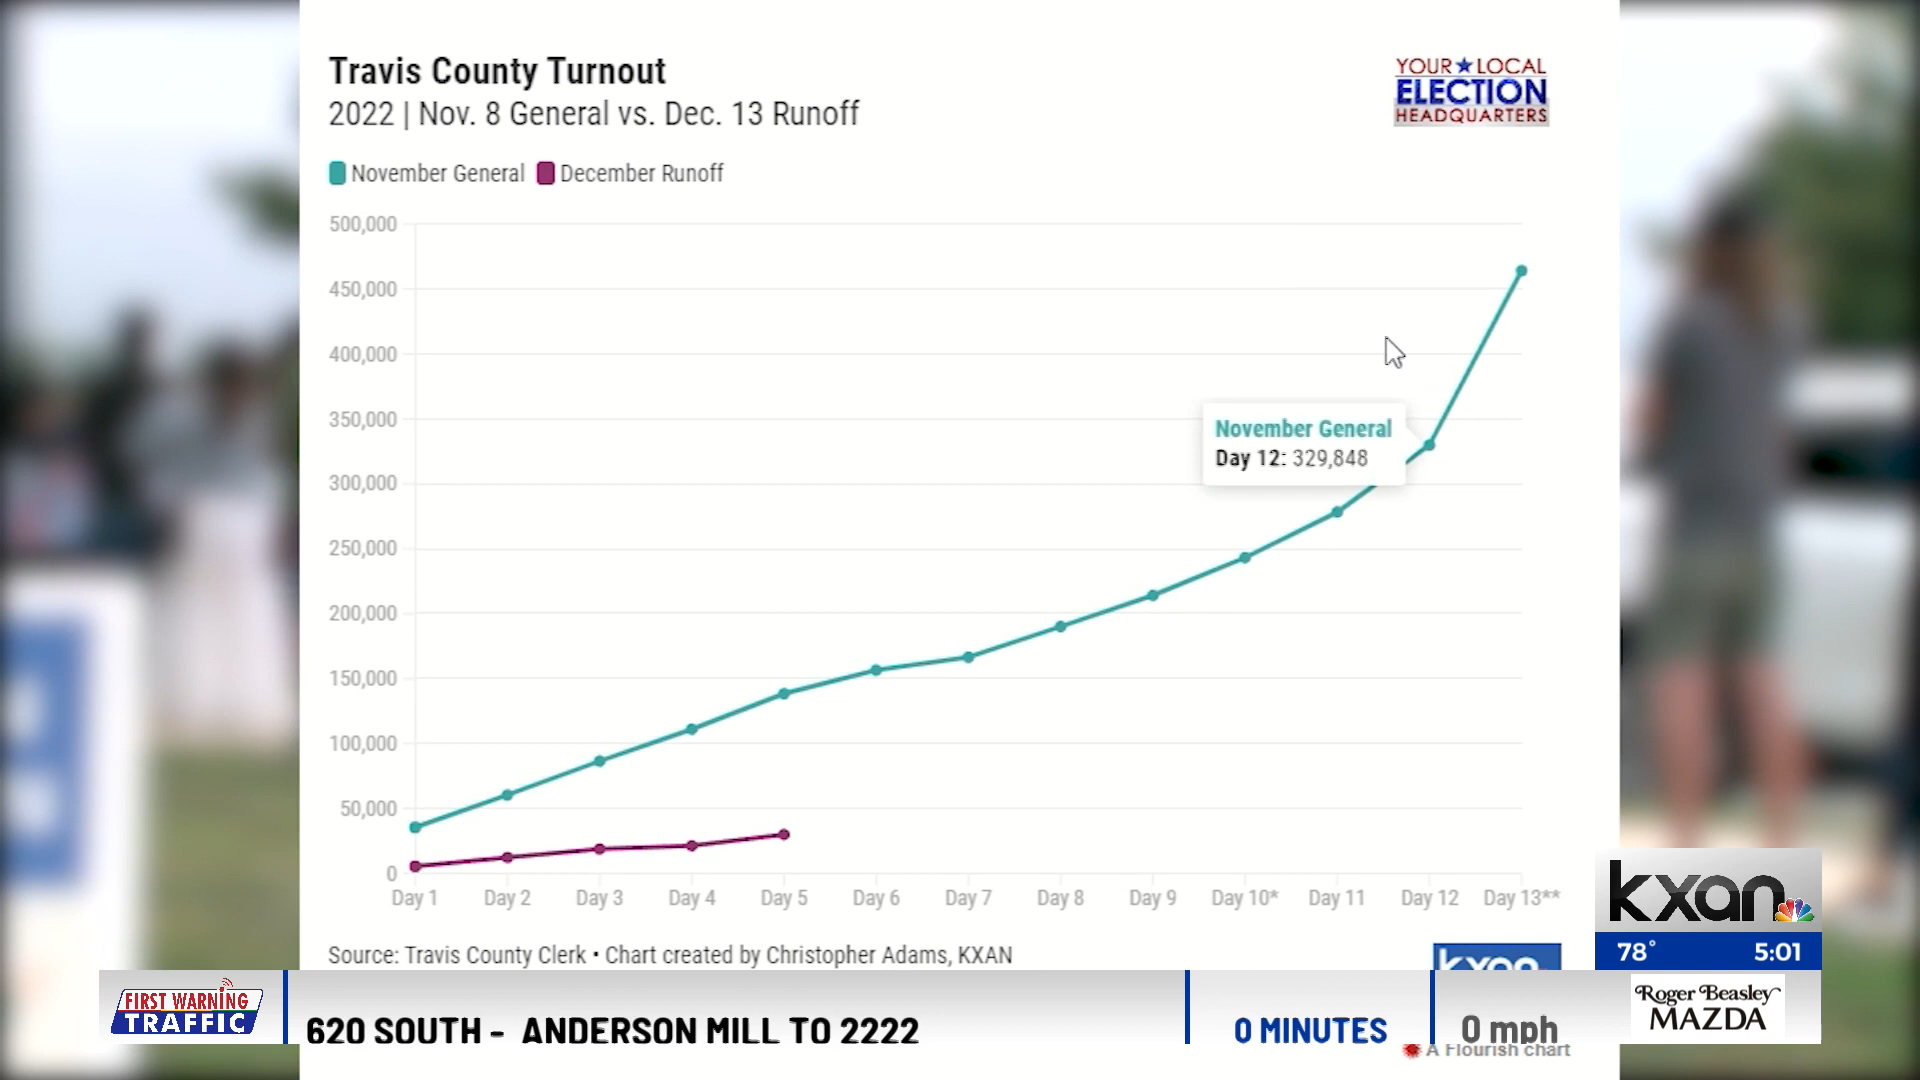 Travis County Turnout
2022 | Nov. 8 General vs. Dec. 13 Runoff
YOUR LOCAL
ELECTION
HEADQUARTERS
November General December Runoff
500,000
450,000
400,000
350,000
300,000
250,000
200,000
150,000
100,000
50,000
0
November General
Day 12: 329,848
Day 1 Day 2 Day 3 Day 4 Day 5 Day 6 Day 7 Day 8 Day 9 Day 10* Day 11 Day 12 Day 13**
Source: Travis County Clerk • Chart created by Christopher Adams, KXAN
kxan
kxan
78° 5:01
FIRST WARNING
TRAFFIC
620 SOUTH - ANDERSON MILL TO 2222
0 MINUTES
0 mph
Roger Beasley
MAZDA
A Flourish chart